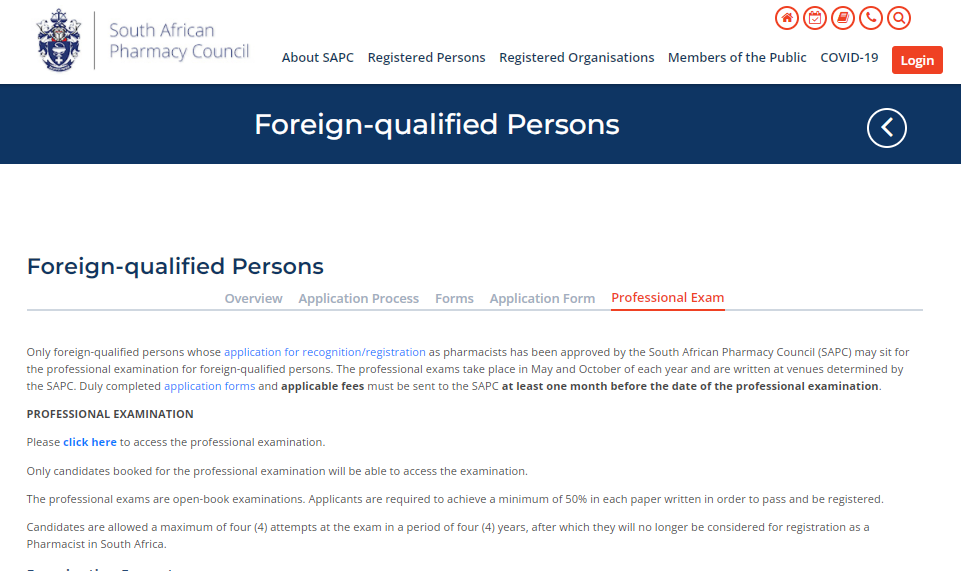 South African
Pharmacy Council
About SAPC Registered Persons Registered Organisations Members of the Public COVID-19 Login
Foreign-qualified Persons
Foreign-qualified Persons
Overview Application Process Forms Application Form Professional Exam
Only foreign-qualified persons whose application for recognition/registration as pharmacists has been approved by the South African Pharmacy Council (SAPC) may sit for
the professional examination for foreign-qualified persons. The professional exams take place in May and October of each year and are written at venues determined by
the SAPC. Duly completed application forms and applicable fees must be sent to the SAPC at least one month before the date of the professional examination.
PROFESSIONAL EXAMINATION
Please click here to access the professional examination.
Only candidates booked for the professional examination will be able to access the examination.
The professional exams are open-book examinations. Applicants are required to achieve a minimum of 50% in each paper written in order to pass and be registered.
Candidates are allowed a maximum of four (4) attempts at the exam in a period of four (4) years, after which they will no longer be considered for registration as a
Pharmacist in South Africa.